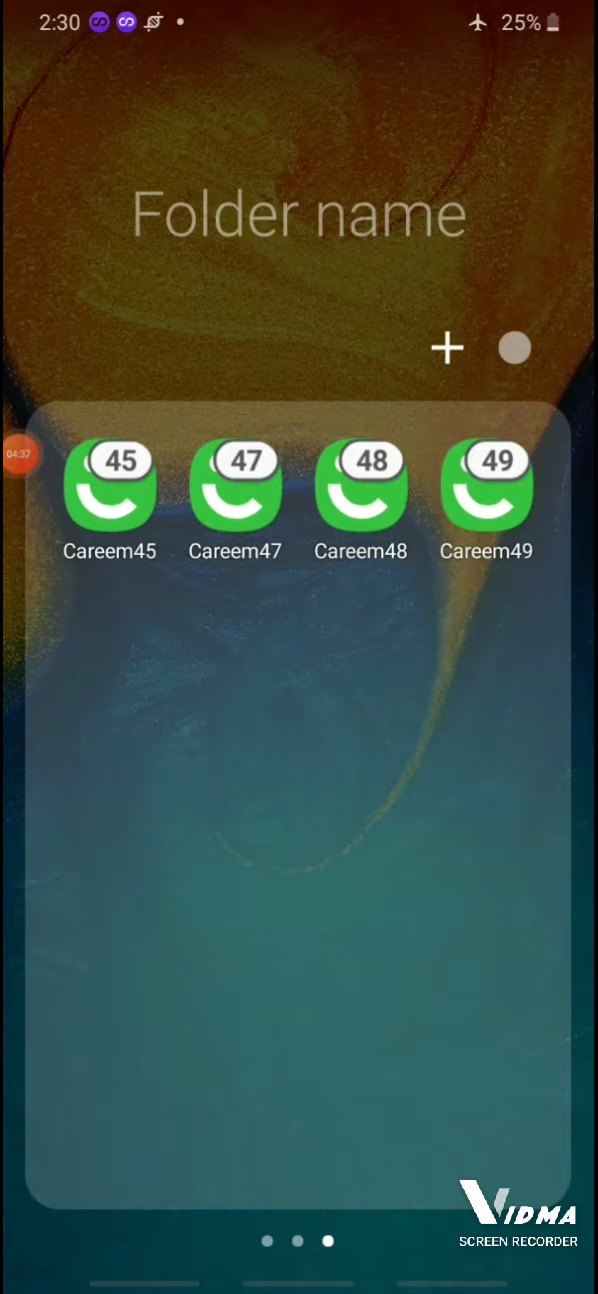 2:30 25%
Folder name
04:37
45 47 48 49
Careem45 Careem47 Careem48 Careem49
VIDMA
SCREEN RECORDER